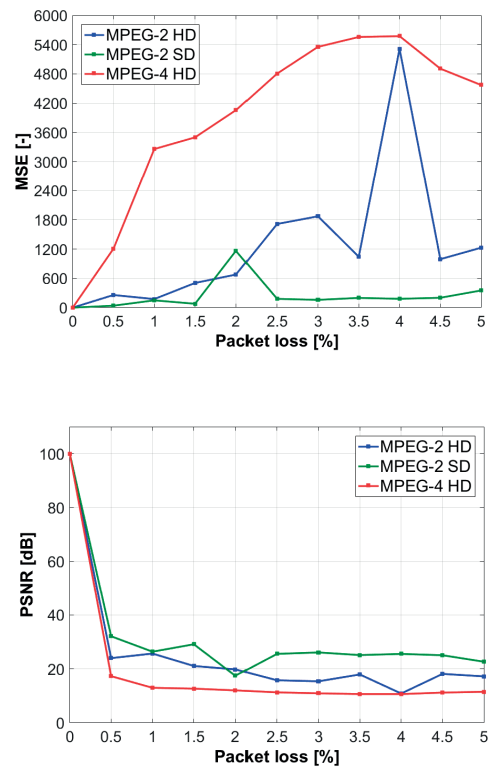 6000
5400
4800
4200
3600
3000
2400
1800
1200
600
0
MSE [-]
MPEG-2 HD
MPEG-2 SD
MPEG-4 HD
0 0.5 1 1.5 2 2.5 3 3.5 4 4.5 5
Packet loss [%]
100
80
60
40
20
0
PSNR [dB]
MPEG-2 HD
MPEG-2 SD
MPEG-4 HD
0 0.5 1.0 1.5 2 2.5 3 3.5 4 4.5 5
Packet loss [%]